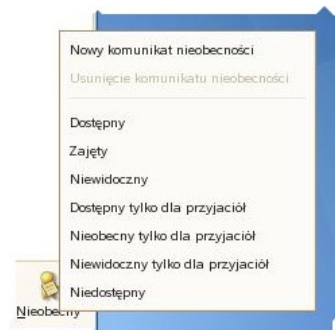 Nowy komunikat nieobecności
Usunięcie komunikatu nieobecności
Dostępny
Zajęty
Niewidoczny
Dostępny tylko dla przyjaciół
Nieobecny tylko dla przyjaciół
Niewidoczny tylko dla przyjaciół
Niedostępny
Nieobecny